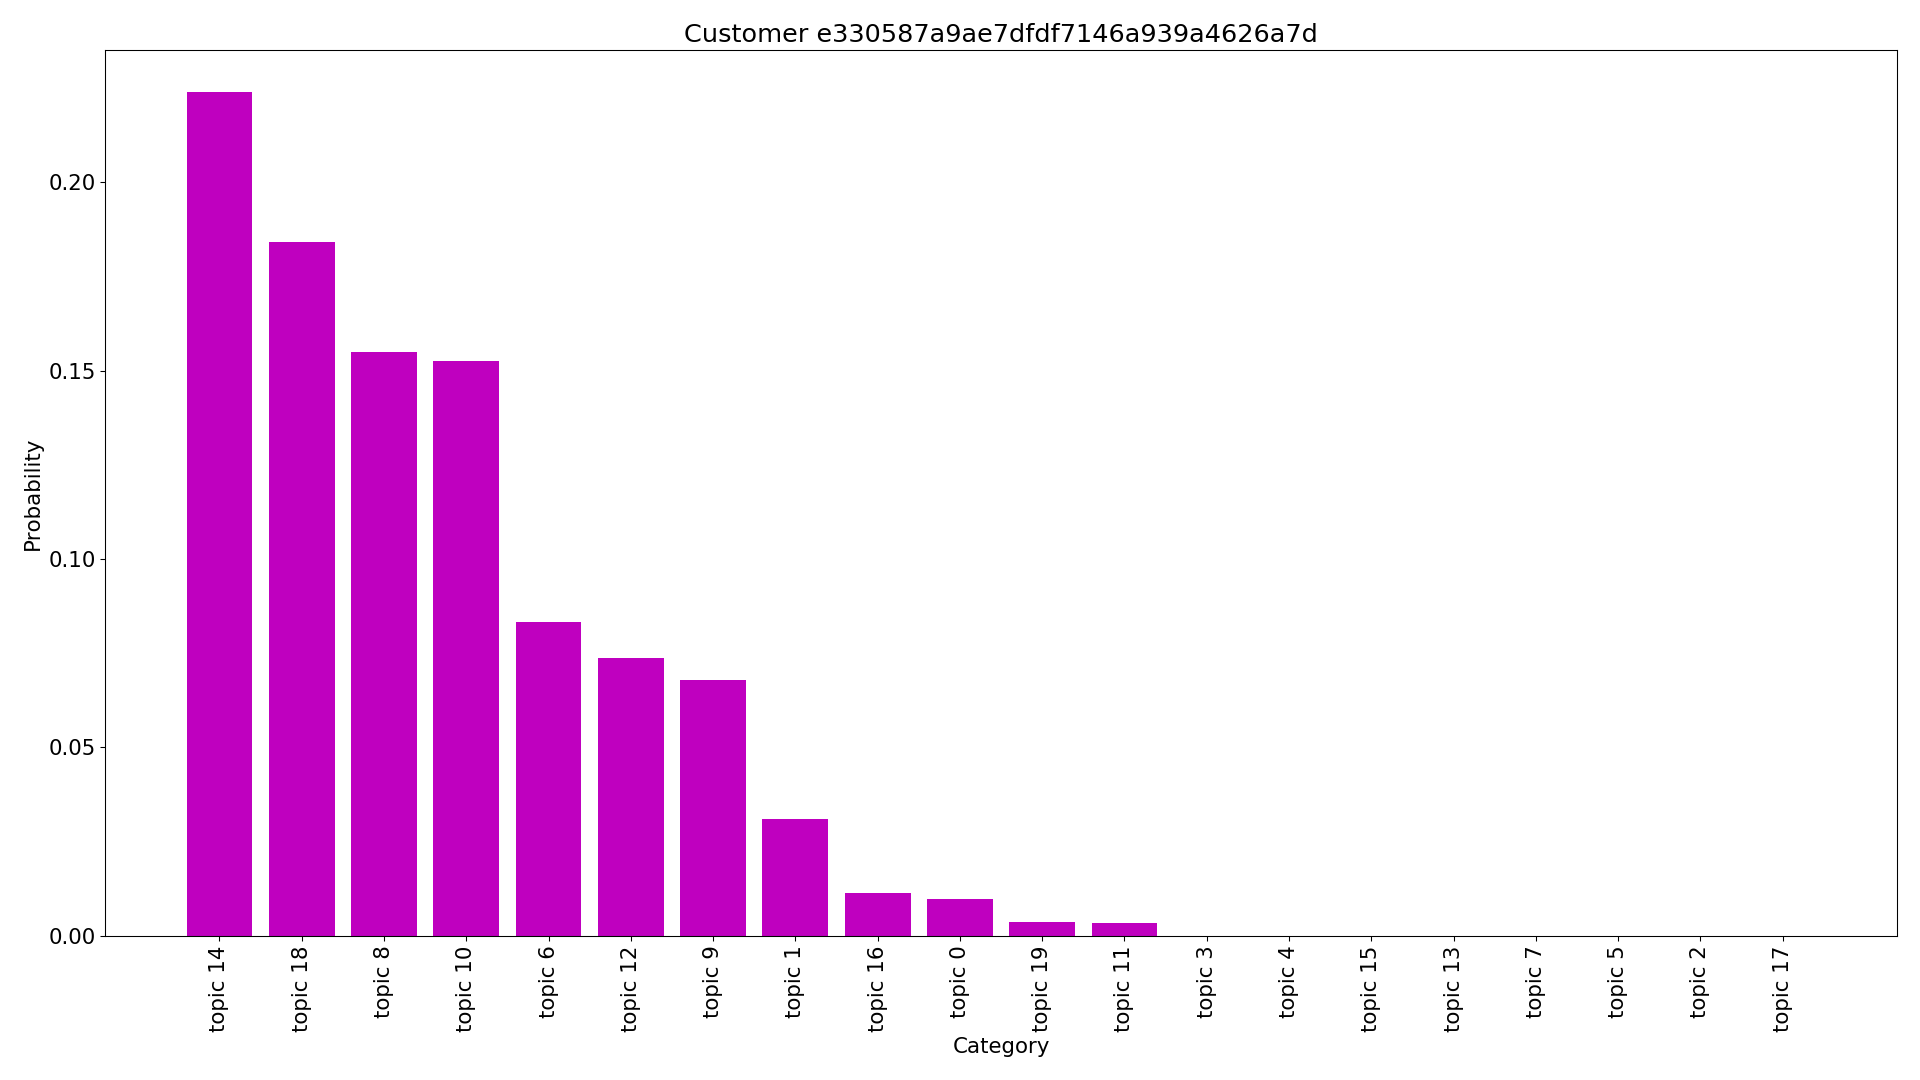 Customer e330587a9ae7dfdf7146a939a4626a7d
Probability
0.20
0.15
0.10
0.05
0.00
topic 14
topic 18
topic 8
topic 10
topic 6
topic 12
topic 9
topic 1
topic 16
topic 0
topic 19
topic 11
topic 3
topic 4
topic 15
topic 13
topic 7
topic 5
topic 2
topic 17
Category